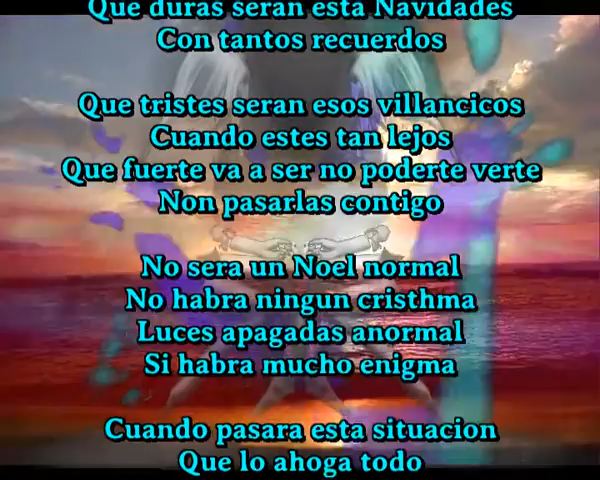 Que duras seran esta Navidades
Con tantos recuerdos
Que tristes seran esos villancicos
Cuando estes tan lejos
Que fuerte va a ser no poderte verte
Non pasarlas contigo
No sera un Noel normal
No habra ningun cristhma
Luces apagadas anormal
Si habra mucho enigma
Cuando pasara esta situacion
Que lo ahoga todo